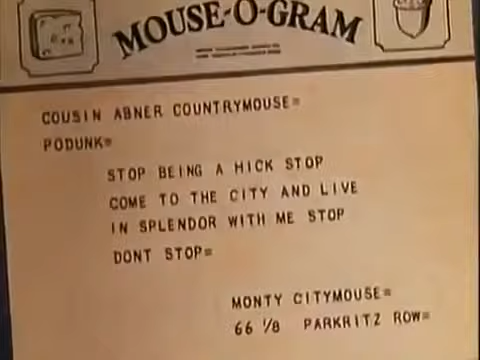 MOUSE-O-GRAM
COUSIN ABNER COUNTRYMOUSE=
PODUNK=
STOP BEING A HICK STOP
COME TO THE CITY AND LIVE
IN SPLENDOR WITH ME STOP
DONT STOP=
MONTY CITYMOUSE=
66 1/8 PARKRITZ ROW=